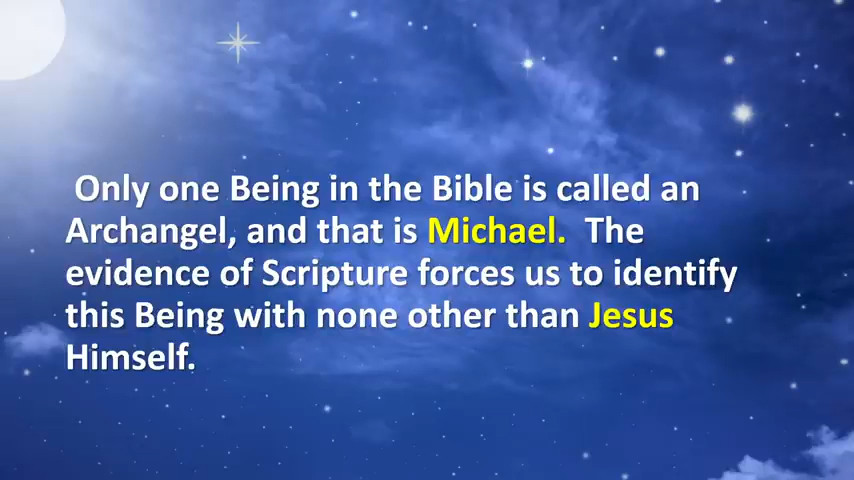 Only one Being in the Bible is called an
Archangel, and that is Michael.  The
evidence of Scripture forces us to identify
this Being with none other than Jesus
Himself.